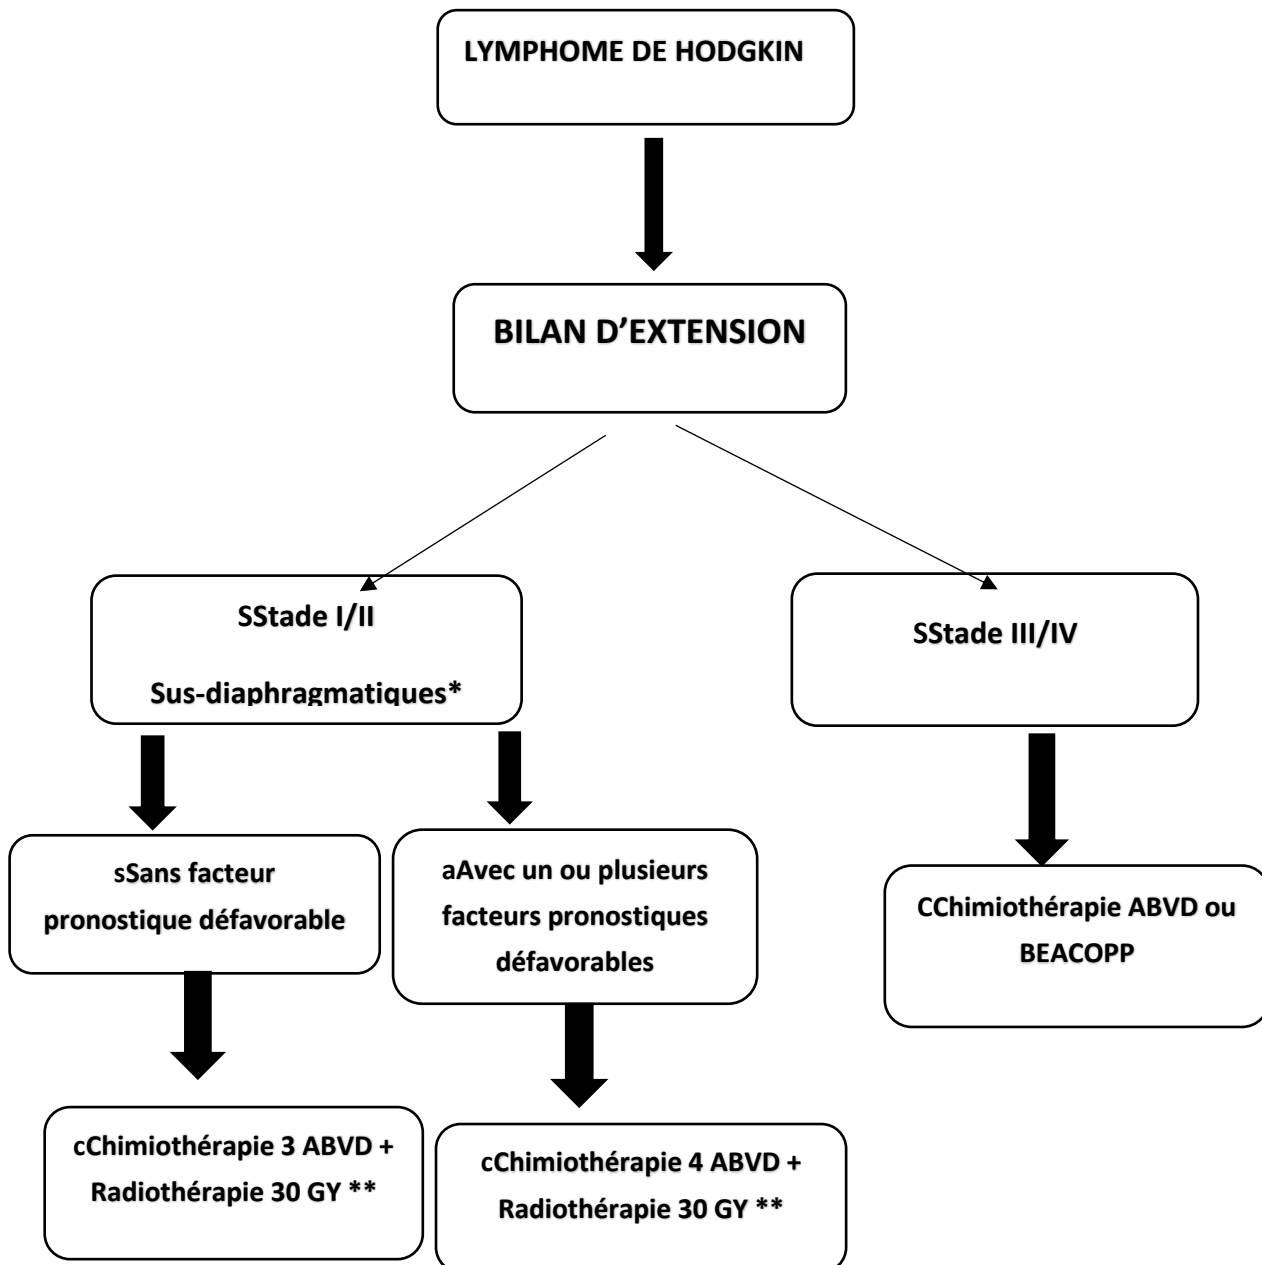 LYMPHOME DE HODGKIN
BILAN D’EXTENSION
SStade I/II
Sus-diaphragmatiques*
SStade III/IV
sSans facteur
pronostique défavorable
aAvec un ou plusieurs
facteurs pronostiques
défavorables
CChimiothérapie ABVD ou
BEACOPP
cChimiothérapie 3 ABVD +
Radiothérapie 30 GY **
cChimiothérapie 4 ABVD +
Radiothérapie 30 GY **